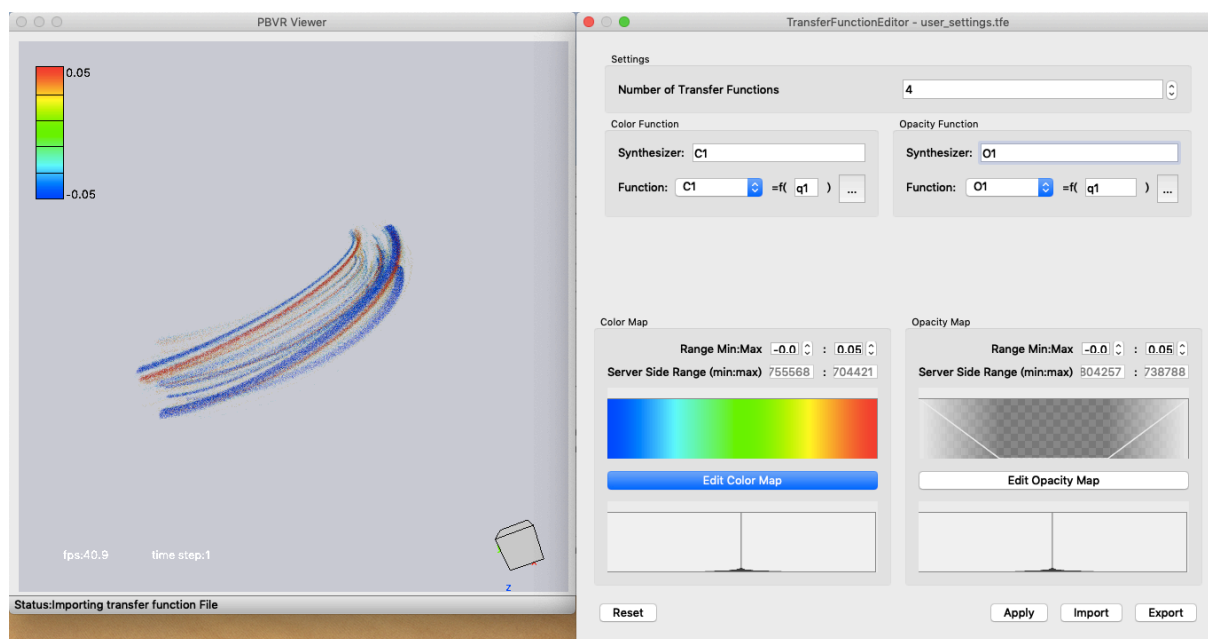 PBVR Viewer
0.05
-0.05
fps:40.9 time step:1
z
Status:Importing transfer function File
TransferFunctionEditor - user_settings.tfe
Settings
Number of Transfer Functions 4
Color Function
Synthesizer: C1
Function: C1 =f( q1 ) ...
Opacity Function
Synthesizer: O1
Function: O1 =f( q1 ) ...
Color Map
Range Min:Max -0.0 : 0.05
Server Side Range (min:max) 755568 : 704421
Edit Color Map
Opacity Map
Range Min:Max -0.0 : 0.05
Server Side Range (min:max) 804257 : 738788
Edit Opacity Map
Reset
Apply Import Export